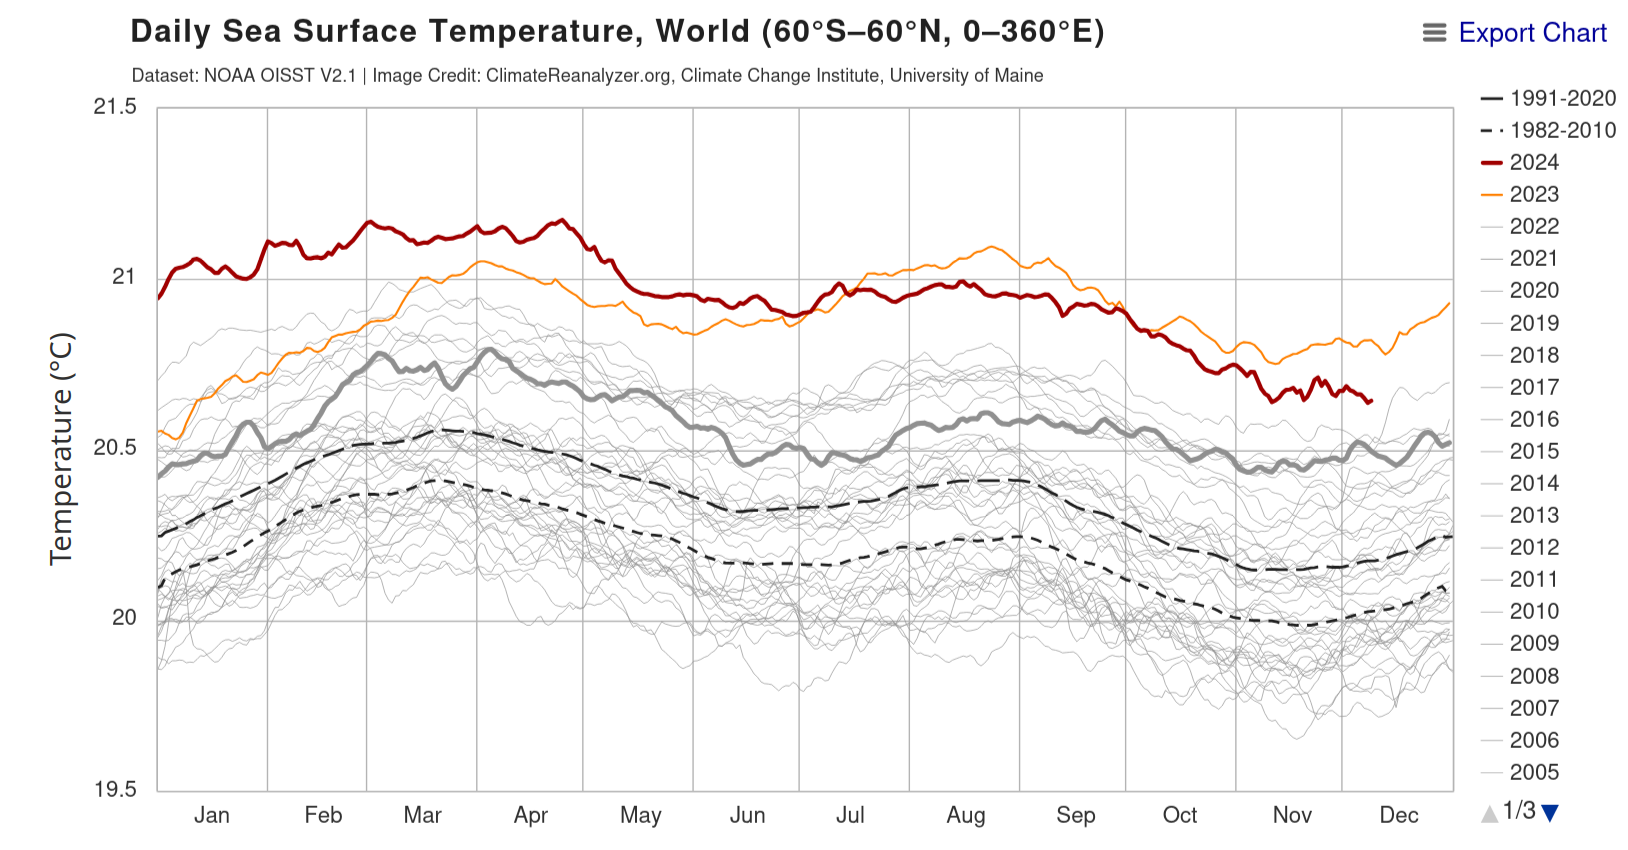 Daily Sea Surface Temperature, World (60°S–60°N, 0–360°E)
Export Chart
Dataset: NOAA OISST V2.1 | Image Credit: ClimateReanalyzer.org, Climate Change Institute, University of Maine
21.5
21
20.5
20
19.5
Temperature (°C)
Jan
Feb
Mar
Apr
May
Jun
Jul
Aug
Sep
Oct
Nov
Dec
1991-2020
1982-2010
2024
2023
2022
2021
2020
2019
2018
2017
2016
2015
2014
2013
2012
2011
2010
2009
2008
2007
2006
2005
1/3